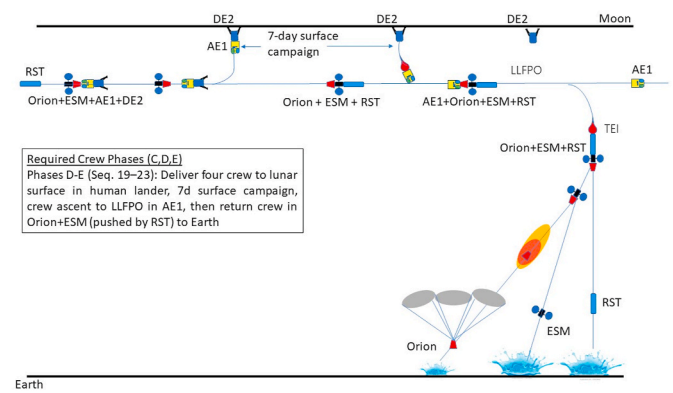 DE2
DE2
DE2
Moon
AE1
7-day surface
campaign
RST
LLFPO
AE1
Orion+ESM+AE1+DE2
Orion + ESM + RST
AE1+Orion+ESM+RST
TEI
Orion+ESM+RST
Required Crew Phases (C,D,E)
Phases D-E (Seq. 19–23): Deliver four crew to lunar
surface in human lander, 7d surface campaign,
crew ascent to LLFPO in AE1, then return crew in
Orion+ESM (pushed by RST) to Earth
RST
ESM
Orion
Earth